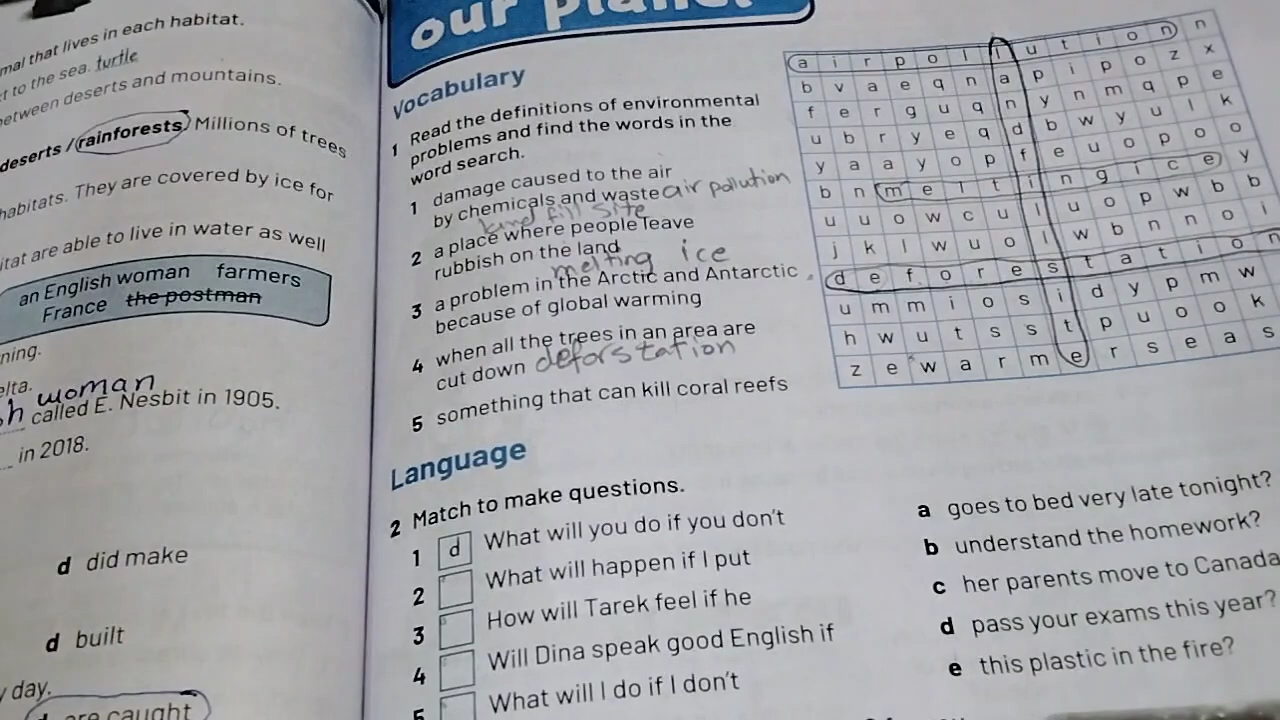 mal that lives in each habitat.
t to the sea. turtle
between deserts and mountains.
deserts / rainforests Millions of trees
habitats. They are covered by ice for
itat are able to live in water as well
an English woman farmers
France the postman
ning.
elta.
woman
h called E. Nesbit in 1905.
in 2018.
d did make
d built
y day.
are caught
our planet
Vocabulary
1 Read the definitions of environmental
problems and find the words in the
word search.
1 damage caused to the air
by chemicals and waste air pollution
land fill site
2 a place where people leave
rubbish on the land
melting ice
3 a problem in the Arctic and Antarctic
because of global warming
4 when all the trees in an area are
cut down deforstation
5 something that can kill coral reefs
a i r p o l l u t i o n n
b v a e q n a p i p o z x
f e r g u q n y n m q p e
u b r y e q d b w y u l k
y a a y o p f e u o p o o
b n m e l t i n g i c e y
u u o w c u l u o p w b b
j k l w u o l w b n n o i
d e f o r e s t a t i o n
u m m i o s i d y p m w
h w u t s s t p u o o k
z e w a r m e r s e a s
Language
2 Match to make questions.
1 d What will you do if you don't
2 What will happen if I put
3 How will Tarek feel if he
4 Will Dina speak good English if
5 What will I do if I don't
a goes to bed very late tonight?
b understand the homework?
c her parents move to Canada
d pass your exams this year?
e this plastic in the fire?